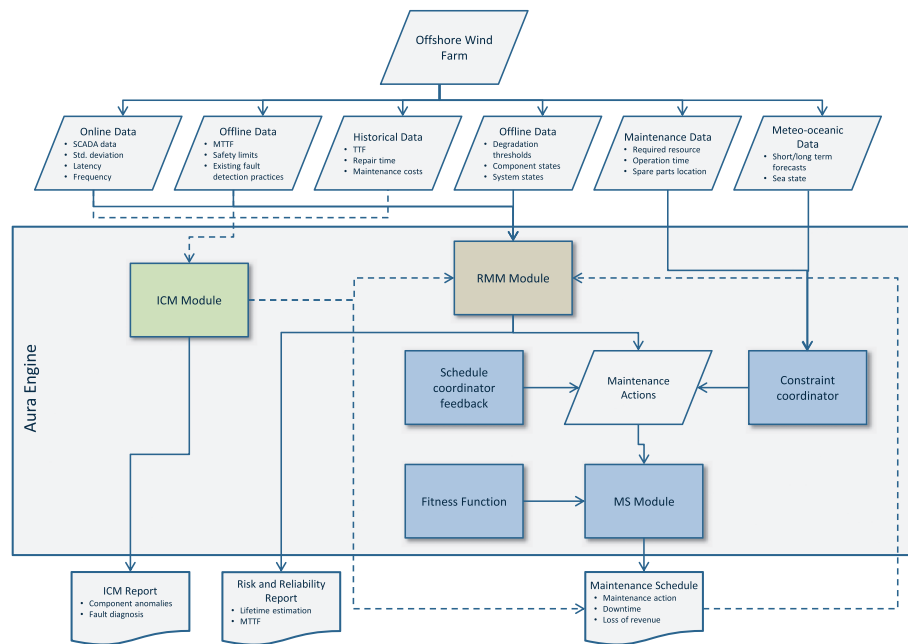 Offshore Wind
Farm
Online Data
• SCADA data
• Std. deviation
• Latency
• Frequency
Offline Data
• MTTF
• Safety limits
• Existing fault
detection practices
Historical Data
• TTF
• Repair time
• Maintenance costs
Offline Data
• Degradation
thresholds
• Component states
• System states
Maintenance Data
• Required resource
• Operation time
• Spare parts location
Meteo-oceanic
Data
• Short/long term
forecasts
• Sea state
Aura Engine
ICM Module
RMM Module
Schedule
coordinator
feedback
Maintenance
Actions
Constraint
coordinator
Fitness Function
MS Module
ICM Report
• Component anomalies
• Fault diagnosis
Risk and Reliability
Report
• Lifetime estimation
• MTTF
Maintenance Schedule
• Maintenance action
• Downtime
• Loss of revenue